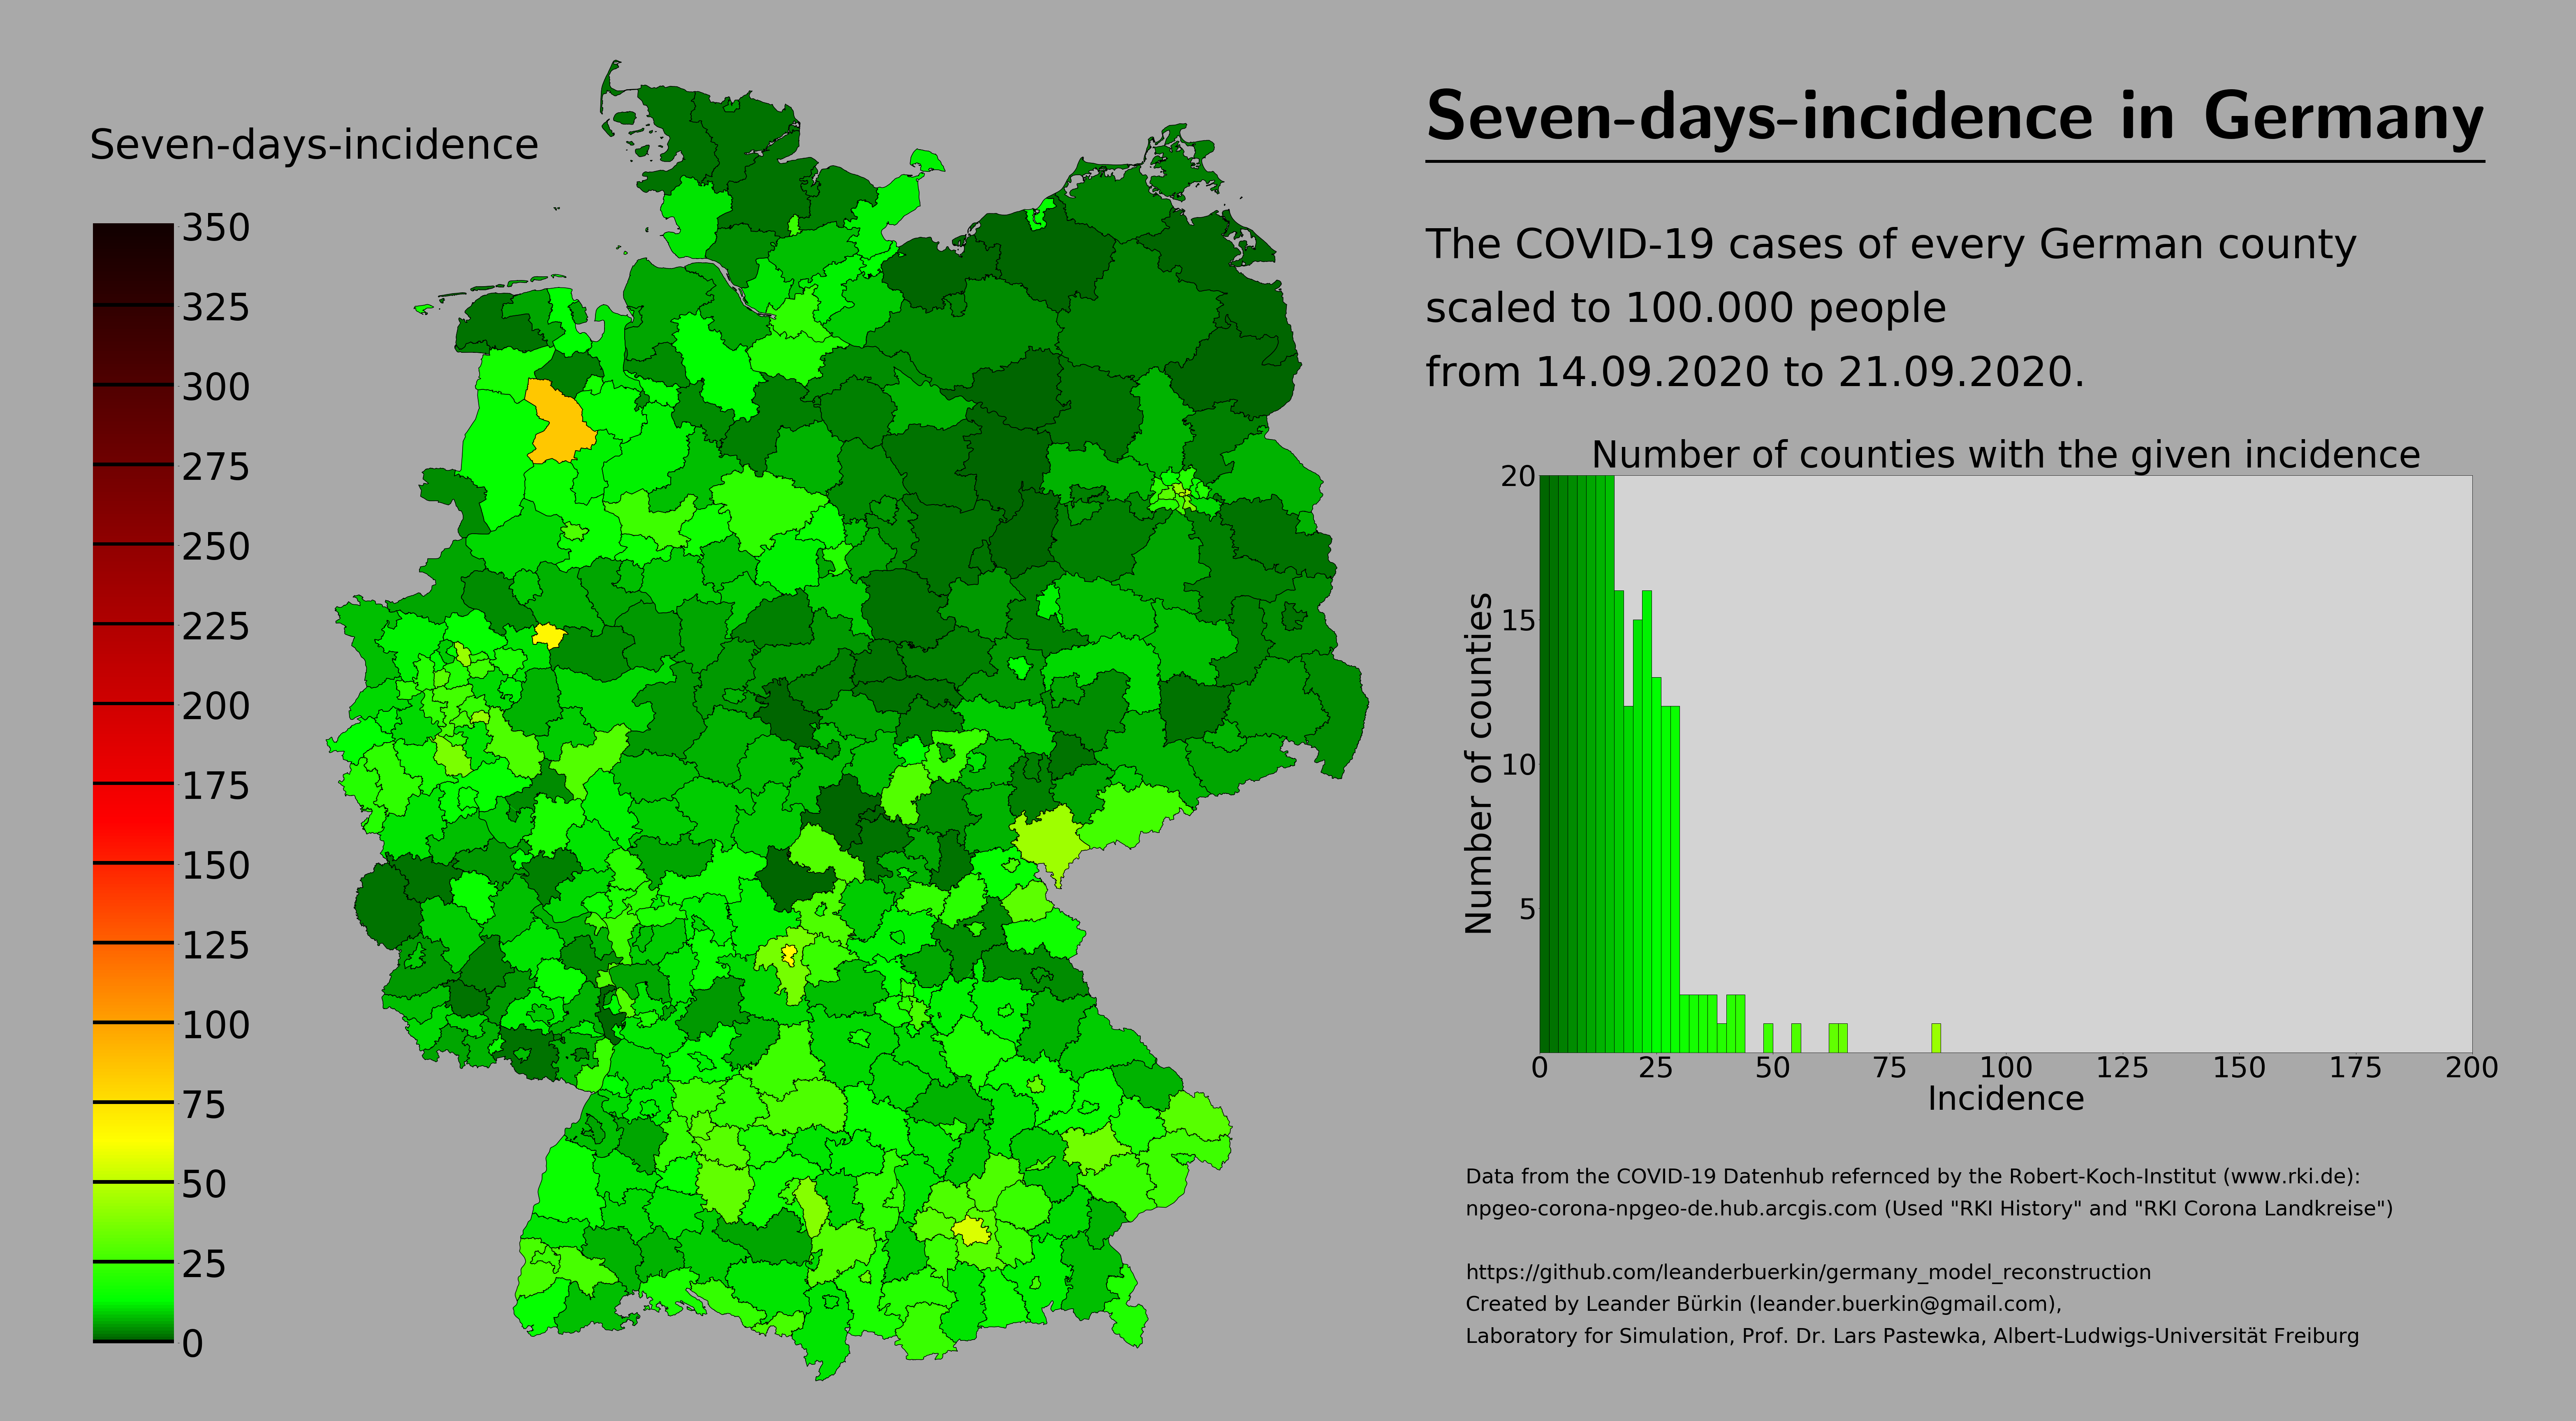 Seven-days-incidence
350
325
300
275
250
225
200
175
150
125
100
75
50
25
0
Seven-days-incidence in Germany
The COVID-19 cases of every German county
scaled to 100.000 people
from 14.09.2020 to 21.09.2020.
Number of counties with the given incidence
20
15
10
5
Number of counties
0 25 50 75 100 125 150 175 200
Incidence
Data from the COVID-19 Datenhub refernced by the Robert-Koch-Institut (www.rki.de):
npgeo-corona-npgeo-de.hub.arcgis.com (Used "RKI History" and "RKI Corona Landkreise")
https://github.com/leanderbuerkin/germany_model_reconstruction
Created by Leander Bürkin (leander.buerkin@gmail.com),
Laboratory for Simulation, Prof. Dr. Lars Pastewka, Albert-Ludwigs-Universität Freiburg